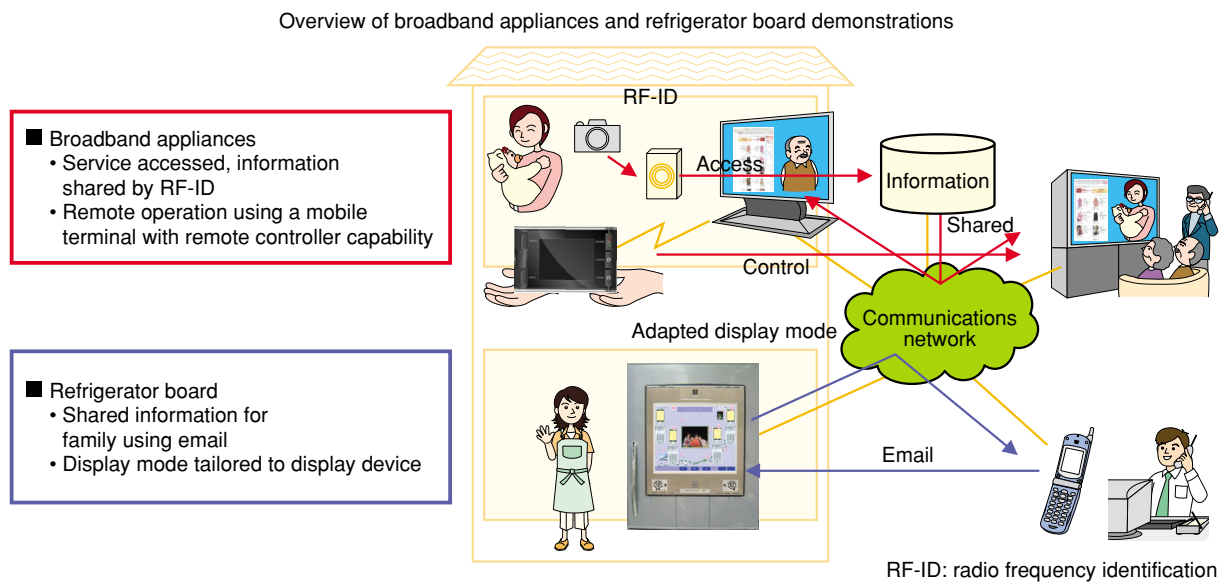 Overview of broadband appliances and refrigerator board demonstrations
■ Broadband appliances
• Service accessed, information
shared by RF-ID
• Remote operation using a mobile
terminal with remote controller capability
■ Refrigerator board
• Shared information for
family using email
• Display mode tailored to display device
RF-ID
Access
Information
Shared
Control
Communications
network
Adapted display mode
Email
RF-ID: radio frequency identification